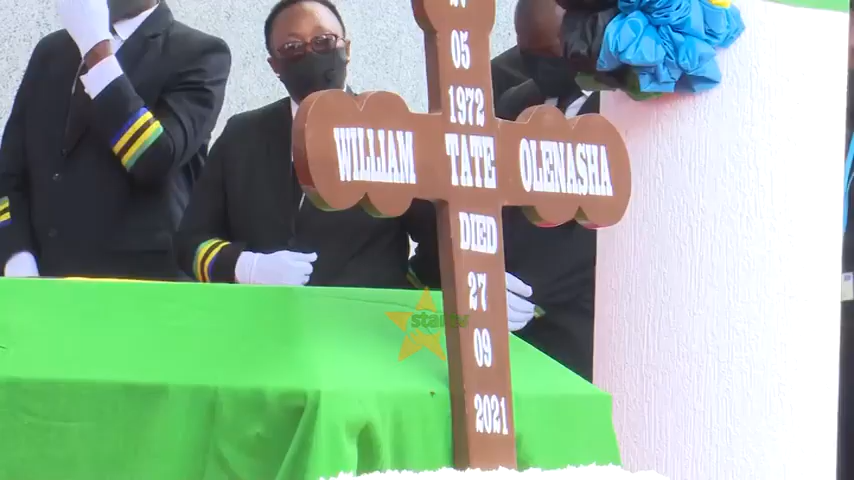 05
1972
WILLIAM TATE OLENASHA
DIED
27
09
2021
startv